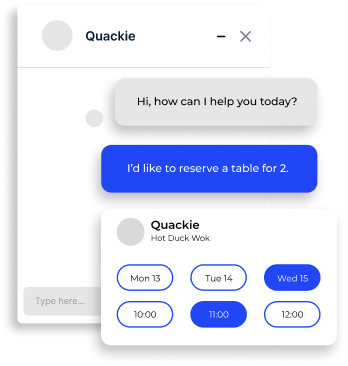 Quackie
Hi, how can I help you today?
I'd like to reserve a table for 2.
Quackie
Hot Duck Wok
Mon 13 Tue 14 Wed 15
10:00 11:00 12:00
Type here...